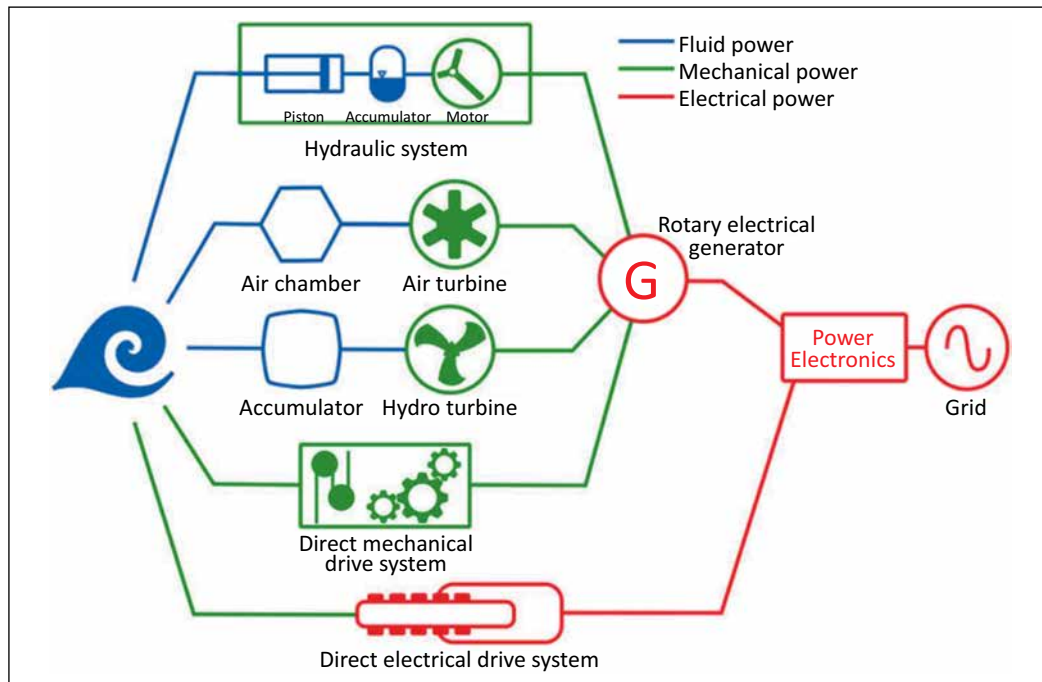 Fluid power
Mechanical power
Electrical power
Piston
Accumulator
Motor
Hydraulic system
Rotary electrical
generator
G
Air chamber
Air turbine
Power
Electronics
Accumulator
Hydro turbine
Grid
Direct mechanical
drive system
Direct electrical drive system